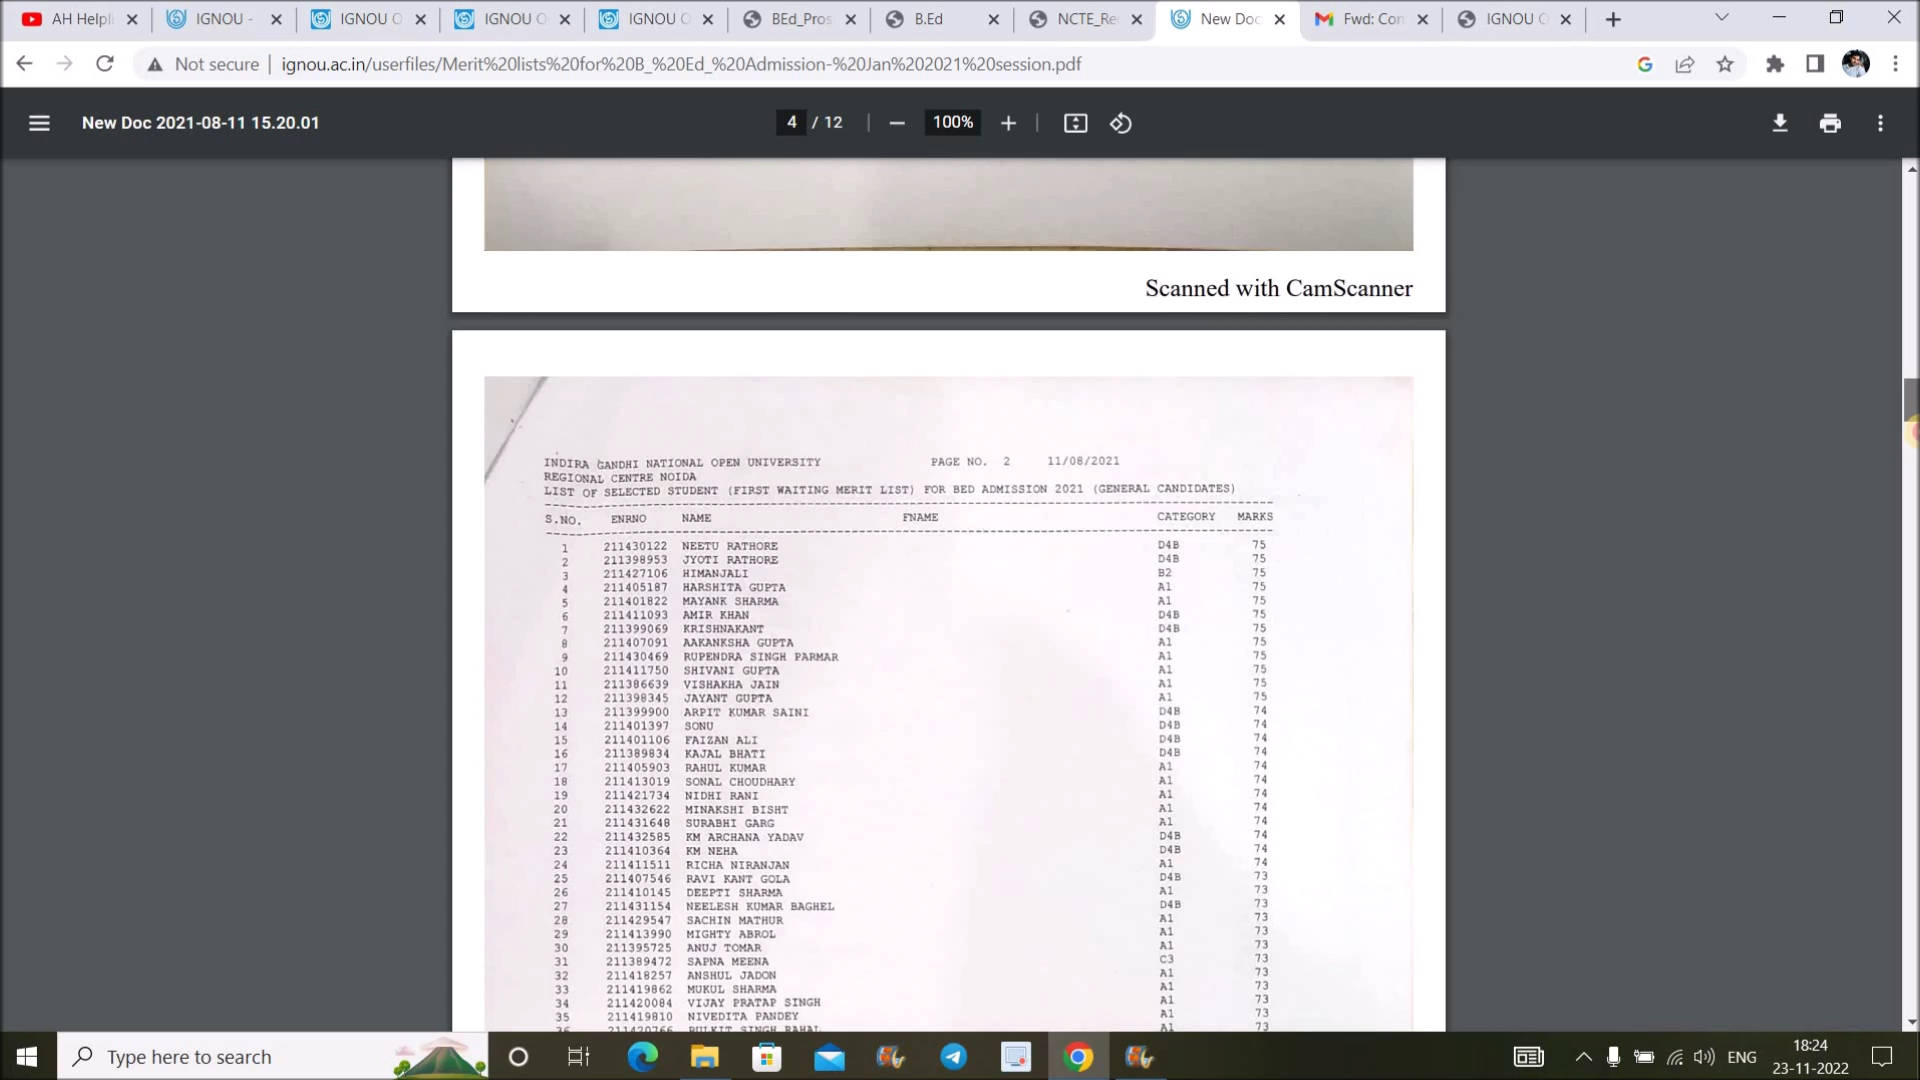 AH Helpl
IGNOU -
IGNOU O
IGNOU O
IGNOU O
BEd_Pros
B.Ed
NCTE_Re
New Doc
Fwd: Con
IGNOU O
Not secure
ignou.ac.in/userfiles/Merit%20lists%20for%20B_%20Ed_%20Admission-%20Jan%202021%20session.pdf
New Doc 2021-08-11 15.20.01
4 / 12
100%
Scanned with CamScanner
INDIRA GANDHI NATIONAL OPEN UNIVERSITY PAGE NO. 2 11/08/2021
REGIONAL CENTRE NOIDA
LIST OF SELECTED STUDENT (FIRST WAITING MERIT LIST) FOR BED ADMISSION 2021 (GENERAL CANDIDATES)
S.NO. ENRNO NAME FNAME CATEGORY MARKS
1 211430122 NEETU RATHORE D4B 75
2 211398953 JYOTI RATHORE D4B 75
3 211427106 HIMANJALI B2 75
4 211405187 HARSHITA GUPTA A1 75
5 211401822 MAYANK SHARMA A1 75
6 211411093 AMIR KHAN D4B 75
7 211399069 KRISHNAKANT D4B 75
8 211407091 AAKANKSHA GUPTA A1 75
9 211430469 RUPENDRA SINGH PARMAR A1 75
10 211411750 SHIVANI GUPTA A1 75
11 211386639 VISHAKHA JAIN A1 75
12 211398345 JAYANT GUPTA A1 75
13 211399900 ARPIT KUMAR SAINI D4B 74
14 211401397 SONU D4B 74
15 211401106 FAIZAN ALI D4B 74
16 211389834 KAJAL BHATI D4B 74
17 211405903 RAHUL KUMAR A1 74
18 211413019 SONAL CHOUDHARY A1 74
19 211421734 NIDHI RANI A1 74
20 211432622 MINAKSHI BISHT A1 74
21 211431648 SURABHI GARG A1 74
22 211432585 KM ARCHANA YADAV D4B 74
23 211410364 KM NEHA D4B 74
24 211411511 RICHA NIRANJAN A1 74
25 211407546 RAVI KANT GOLA D4B 73
26 211410145 DEEPTI SHARMA A1 73
27 211431154 NEELESH KUMAR BAGHEL D4B 73
28 211429547 SACHIN MATHUR A1 73
29 211413990 MIGHTY ABROL A1 73
30 211395725 ANUJ TOMAR A1 73
31 211389472 SAPNA MEENA C3 73
32 211418257 ANSHUL JADON A1 73
33 211419862 MUKUL SHARMA A1 73
34 211420084 VIJAY PRATAP SINGH A1 73
35 211419810 NIVEDITA PANDEY A1 73
36 211420766 PULKIT SINGH A1 73
Type here to search
ENG
18:24
23-11-2022